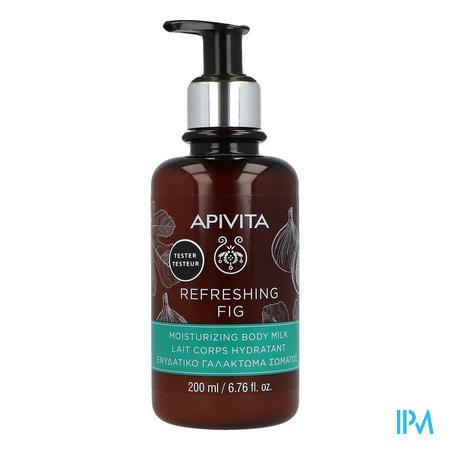 APIVITA
TESTER
TESTEUR
REFRESHING
FIG
MOISTURIZING BODY MILK
LAIT CORPS HYDRATANT
ΕΝΥΔΑΤΙΚΟ ΓΑΛΑΚΤΩΜΑ ΣΩΜΑΤΟΣ
200 ml / 6.76 fl. oz.
IPM